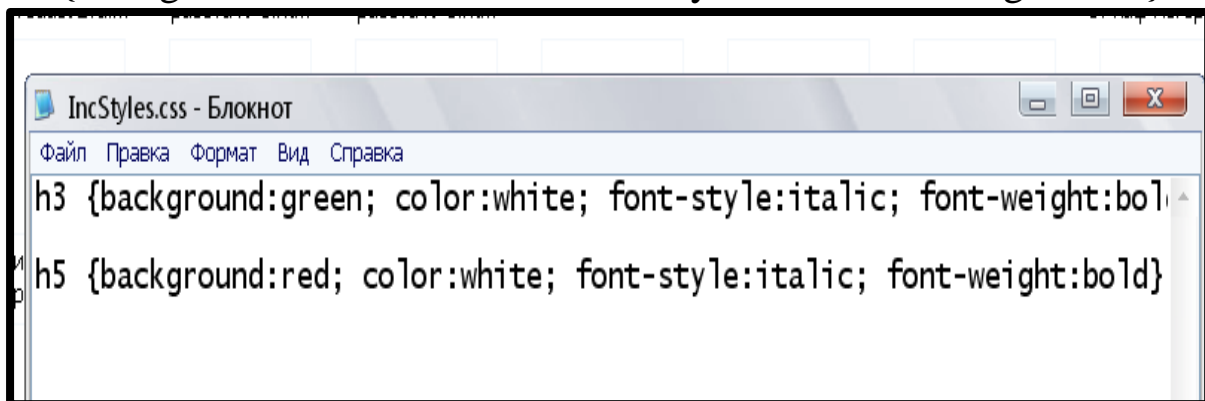 IncStyles.css - Блокнот
Файл Правка Формат Вид Справка
h3 {background:green; color:white; font-style:italic; font-weight:bol
h5 {background:red; color:white; font-style:italic; font-weight:bold}